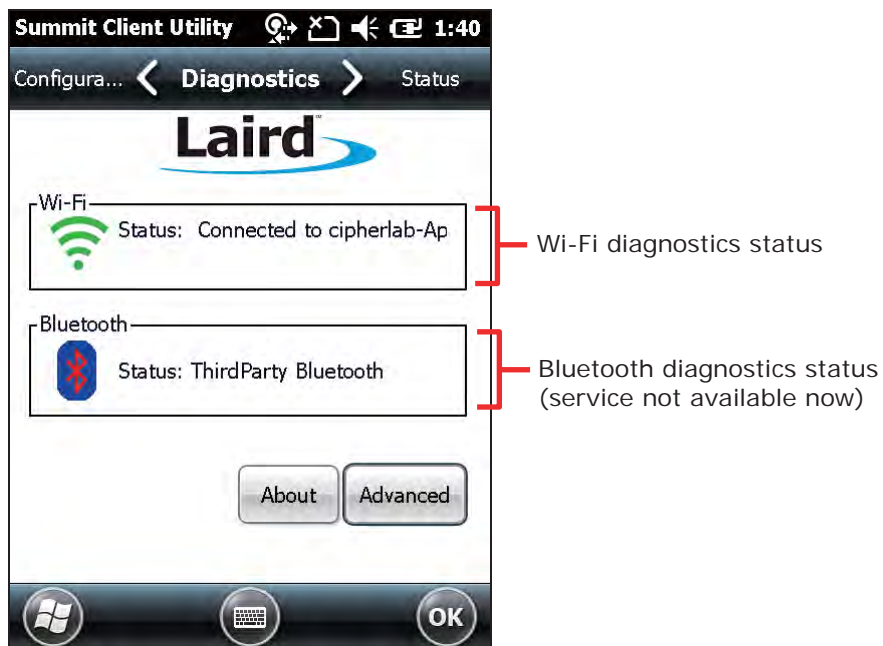 Summit Client Utility 1:40
Configura... Diagnostics Status
Laird™
Wi-Fi
Status: Connected to cipherlab-Ap
Wi-Fi diagnostics status
Bluetooth
Status: ThirdParty Bluetooth
Bluetooth diagnostics status
(service not available now)
About Advanced
OK